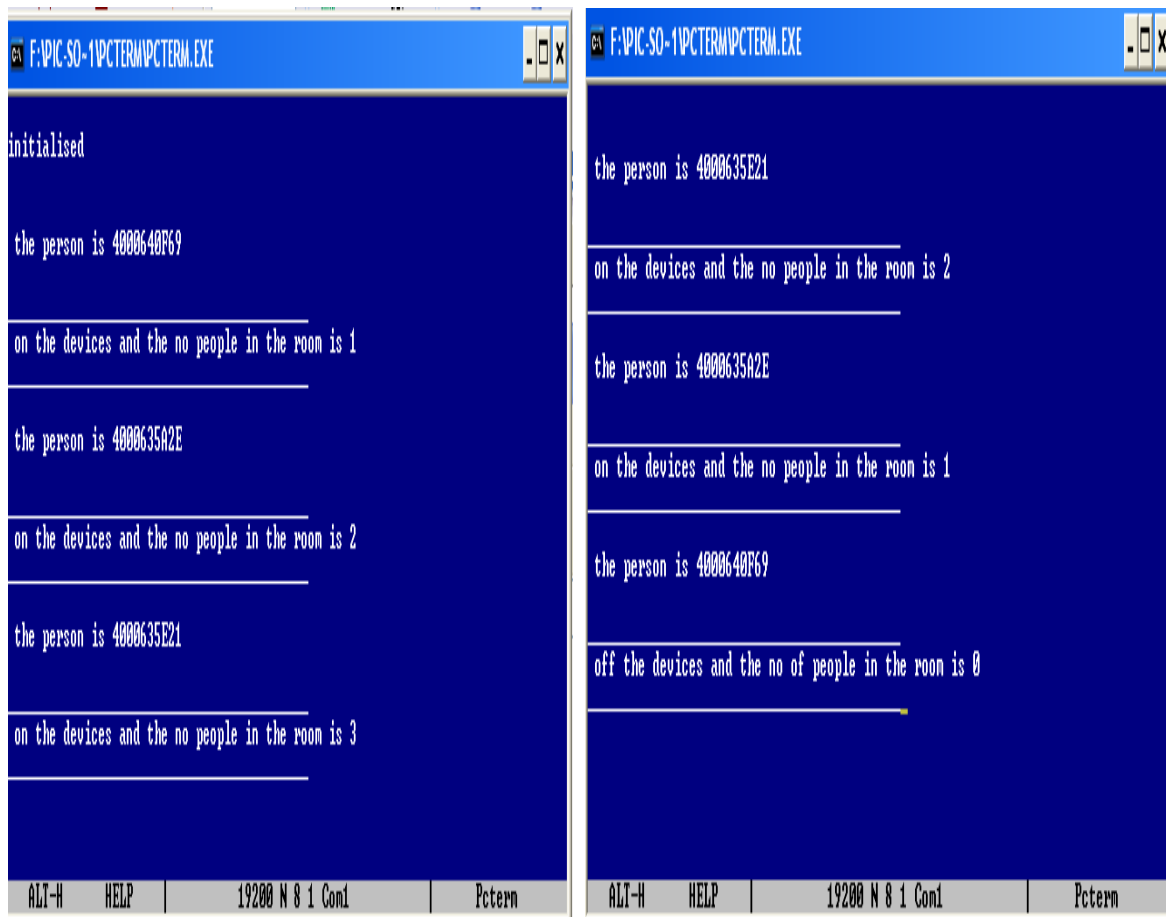 F:\PIC-SO~1\PCTERM\PCTERM.EXE
initialised
the person is 4000640F69
on the devices and the no people in the room is 1
the person is 4000635A2E
on the devices and the no people in the room is 2
the person is 4000635E21
on the devices and the no people in the room is 3
ALT-H HELP 19200 N 8 1 Com1 Pcterm
F:\PIC-SO~1\PCTERM\PCTERM.EXE
the person is 4000635E21
on the devices and the no people in the room is 2
the person is 4000635A2E
on the devices and the no people in the room is 1
the person is 4000640F69
off the devices and the no of people in the room is 0
ALT-H HELP 19200 N 8 1 Com1 Pcterm